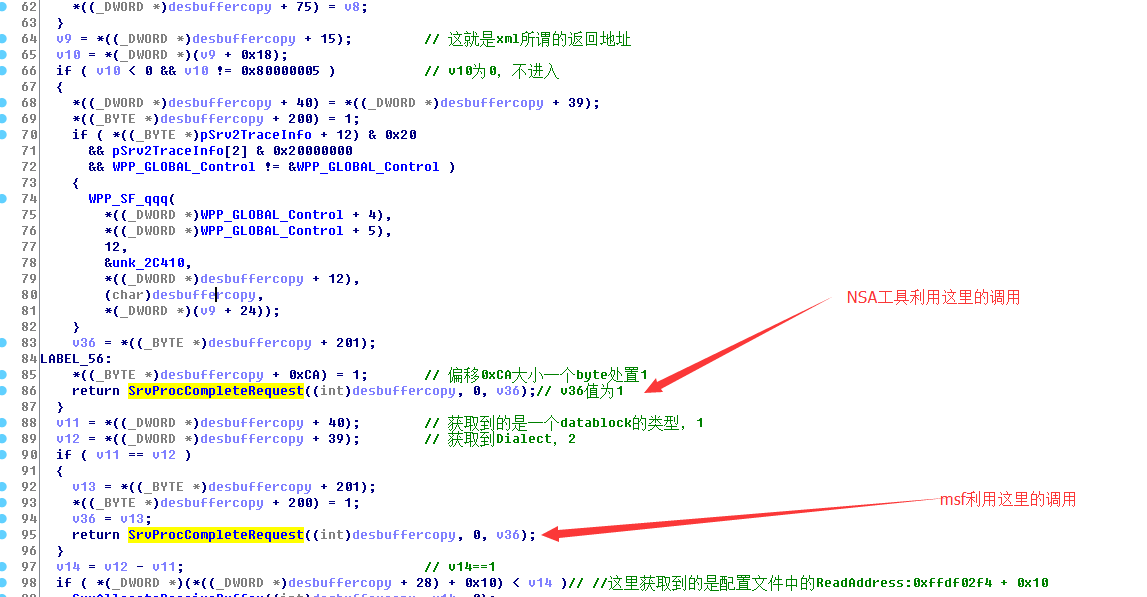 62 *((_DWORD *)desbuffercopy + 75) = v8;
63 }
64 v9 = *((_DWORD *)desbuffercopy + 15); // 这就是xml所谓的返回地址
65 v10 = *(_DWORD *)(v9 + 0x18);
66 if ( v10 < 0 && v10 != 0x80000005 ) // v10为0，不进入
67 {
68 *((_DWORD *)desbuffercopy + 40) = *((_DWORD *)desbuffercopy + 39);
69 *((_BYTE *)desbuffercopy + 200) = 1;
70 if ( *((_BYTE *)pSrv2TraceInfo + 12) & 0x20
71 && pSrv2TraceInfo[2] & 0x20000000
72 && WPP_GLOBAL_Control != &WPP_GLOBAL_Control )
73 {
74 WPP_SF_qqq(
75 *((_DWORD *)WPP_GLOBAL_Control + 4),
76 *((_DWORD *)WPP_GLOBAL_Control + 5),
77 12,
78 &unk_2C410,
79 *((_DWORD *)desbuffercopy + 12),
80 (char)desbuffercopy,
81 *(_DWORD *)(v9 + 24));
82 }
NSA工具利用这里的调用
83 v36 = *((_BYTE *)desbuffercopy + 201);
84 LABEL_56:
85 *((_BYTE *)desbuffercopy + 0xCA) = 1; // 偏移0xCA大小一个byte处置1
86 return SrvProcCompleteRequest((int)desbuffercopy, 0, v36);// v36值为1
87 }
88 v11 = *((_DWORD *)desbuffercopy + 40); // 获取到的是一个datablock的类型，1
89 v12 = *((_DWORD *)desbuffercopy + 39); // 获取到Dialect，2
90 if ( v11 == v12 )
91 {
92 v13 = *((_BYTE *)desbuffercopy + 201);
93 *((_BYTE *)desbuffercopy + 200) = 1;
msf利用这里的调用
94 v36 = v13;
95 return SrvProcCompleteRequest((int)desbuffercopy, 0, v36);
96 }
97 v14 = v12 - v11; // v14==1
98 if ( *(_DWORD *)(*((_DWORD *)desbuffercopy + 28) + 0x10) < v14 )// //这里获取到的是配置文件中的ReadAddress:0xffdf02f4 + 0x10